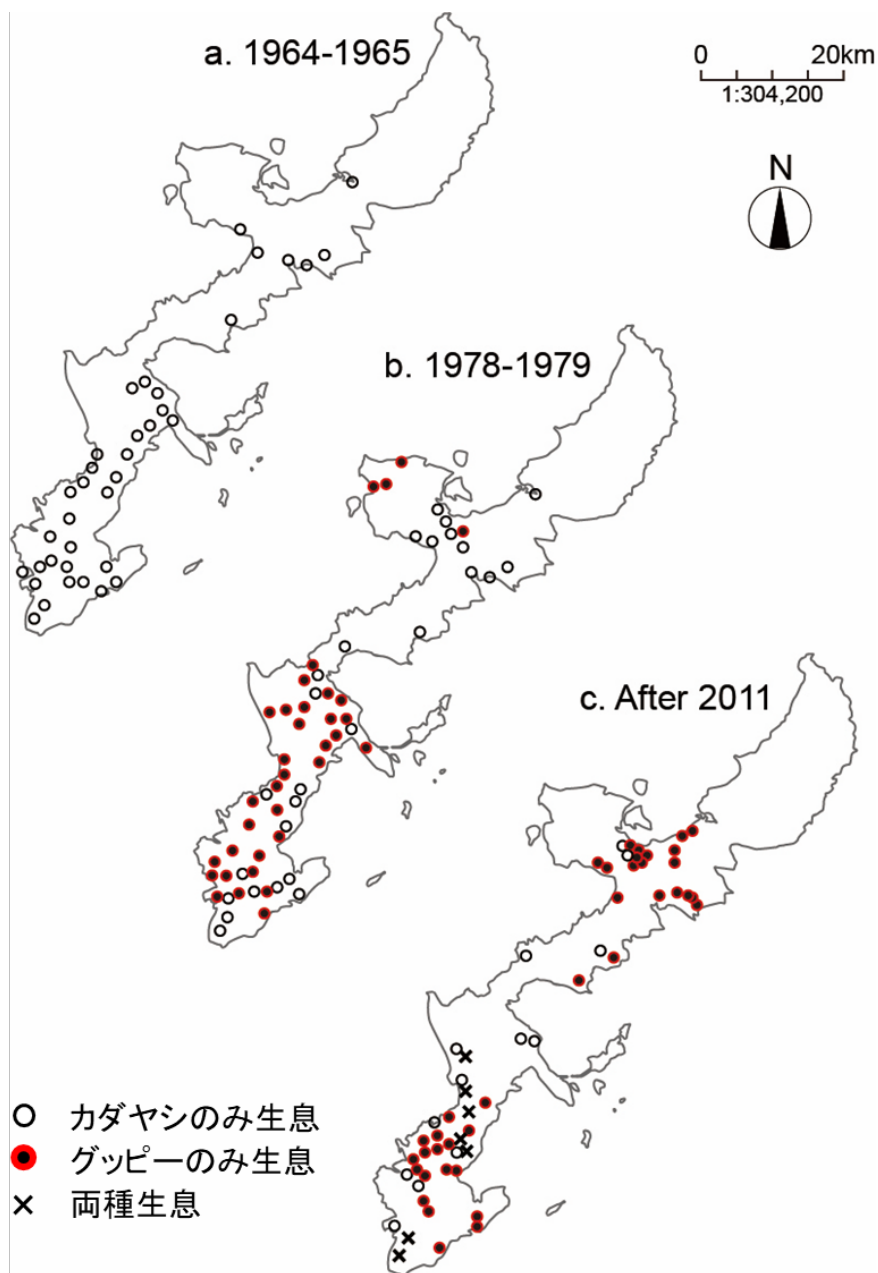 a. 1964-1965
0 20km
1:304,200
N
b. 1978-1979
c. After 2011
カダヤシのみ生息
グッピーのみ生息
両種生息